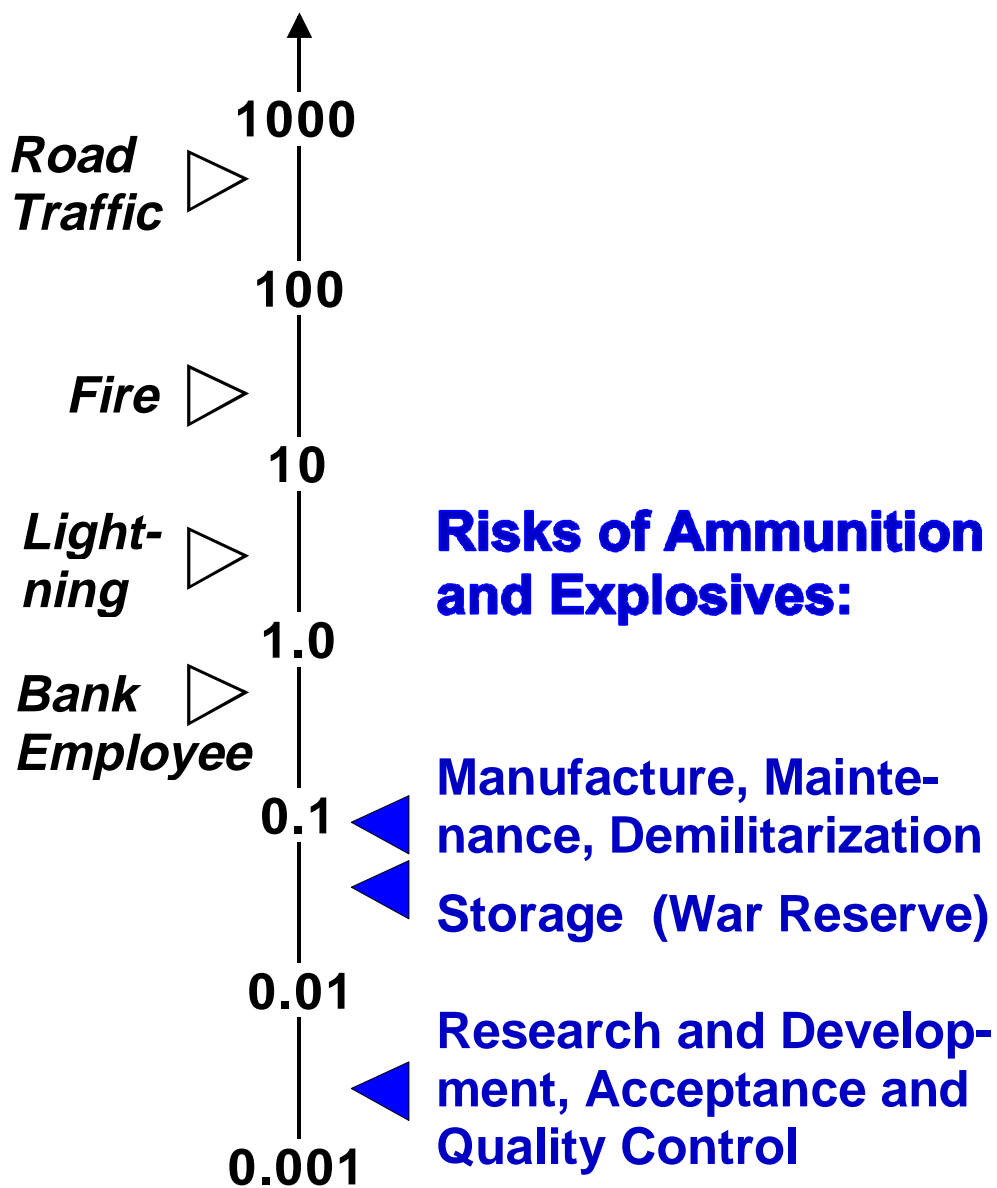 1000
Road
Traffic
100
Fire
10
Light-
ning
Risks of Ammunition
and Explosives:
1.0
Bank
Employee
Manufacture, Mainte-
nance, Demilitarization
0.1
Storage (War Reserve)
0.01
Research and Develop-
ment, Acceptance and
Quality Control
0.001